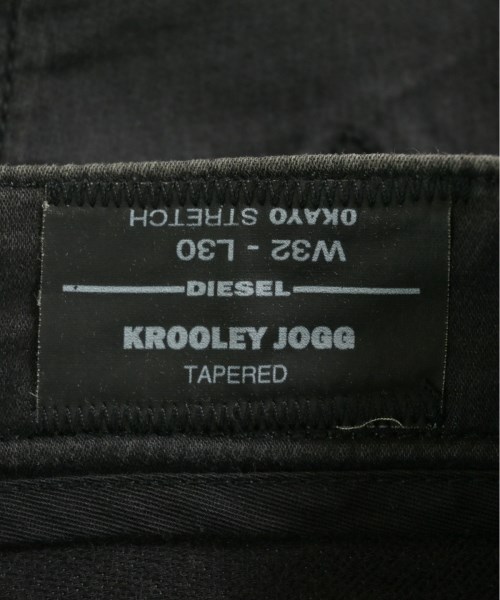 OKAYO STRETCH
W32 - L30
DIESEL
KROOLEY JOGG
TAPERED